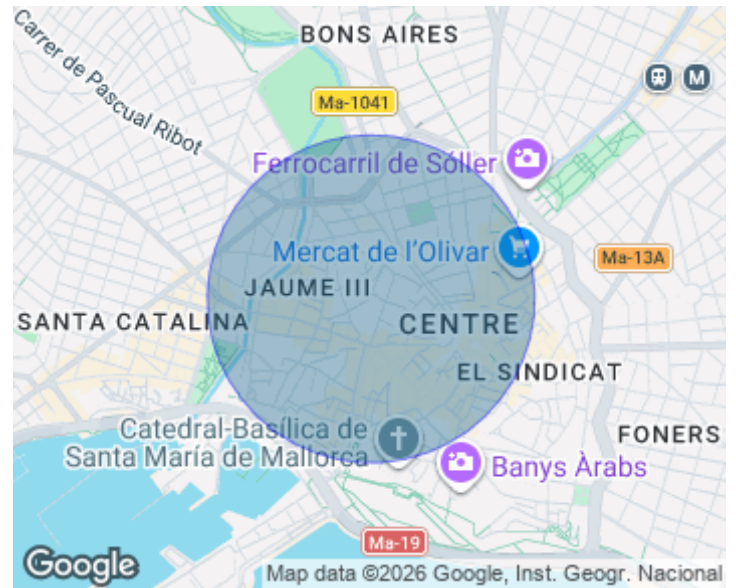 BONS AIRES
Carrer de Pascual Ribot
Ma-1041
M
Ferrocarril de Sóller
Mercat de l'Olivar
Ma-13A
JAUME III
SANTA CATALINA
CENTRE
EL SINDICAT
Catedral-Basílica de
Santa María de Mallorca
FONERS
Banys Àrabs
Ma-19
Google
Map data ©2026 Google, Inst. Geogr. Nacional